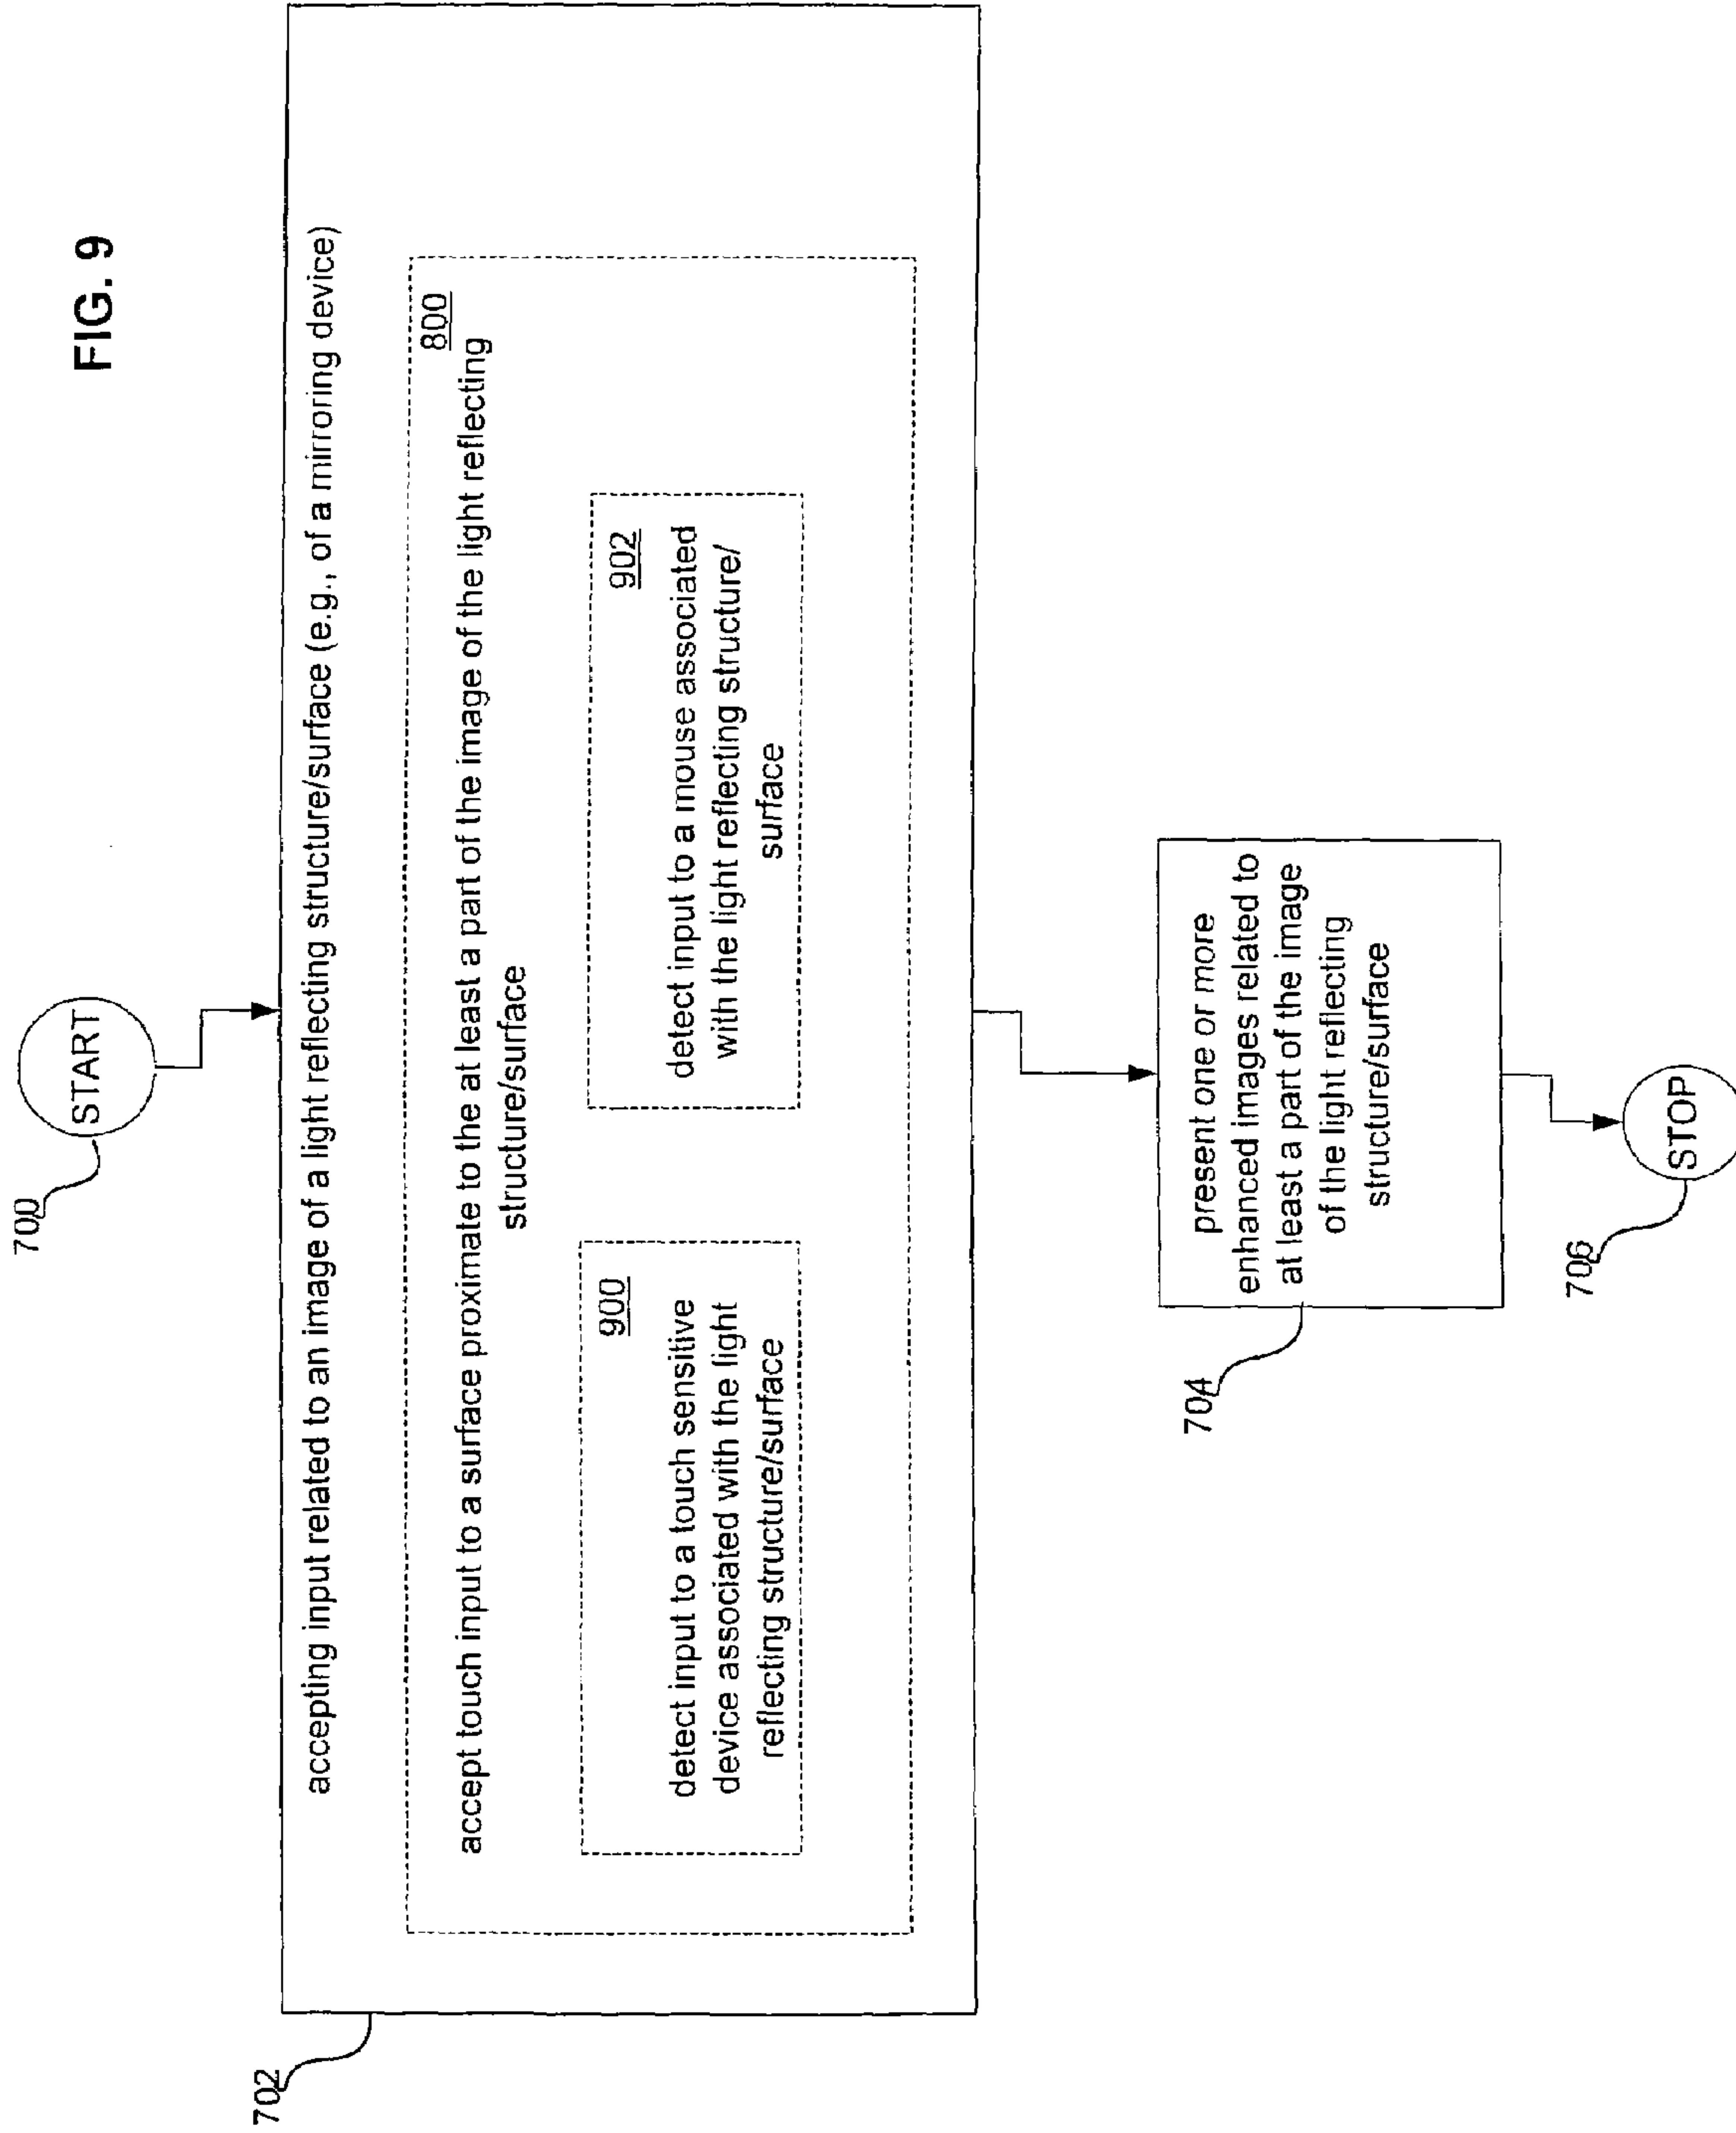 FIG. 9
700
START
702
accepting input related to an image of a light reflecting structure/surface (e.g., of a mirroring device)
800
accept touch input to a surface proximate to the at least a part of the image of the light reflecting
structure/surface
900
detect input to a touch sensitive
device associated with the light
reflecting structure/surface
902
detect input to a mouse associated
with the light reflecting structure/
surface
704
present one or more
enhanced images related to
at least a part of the image
of the light reflecting
structure/surface
706
STOP